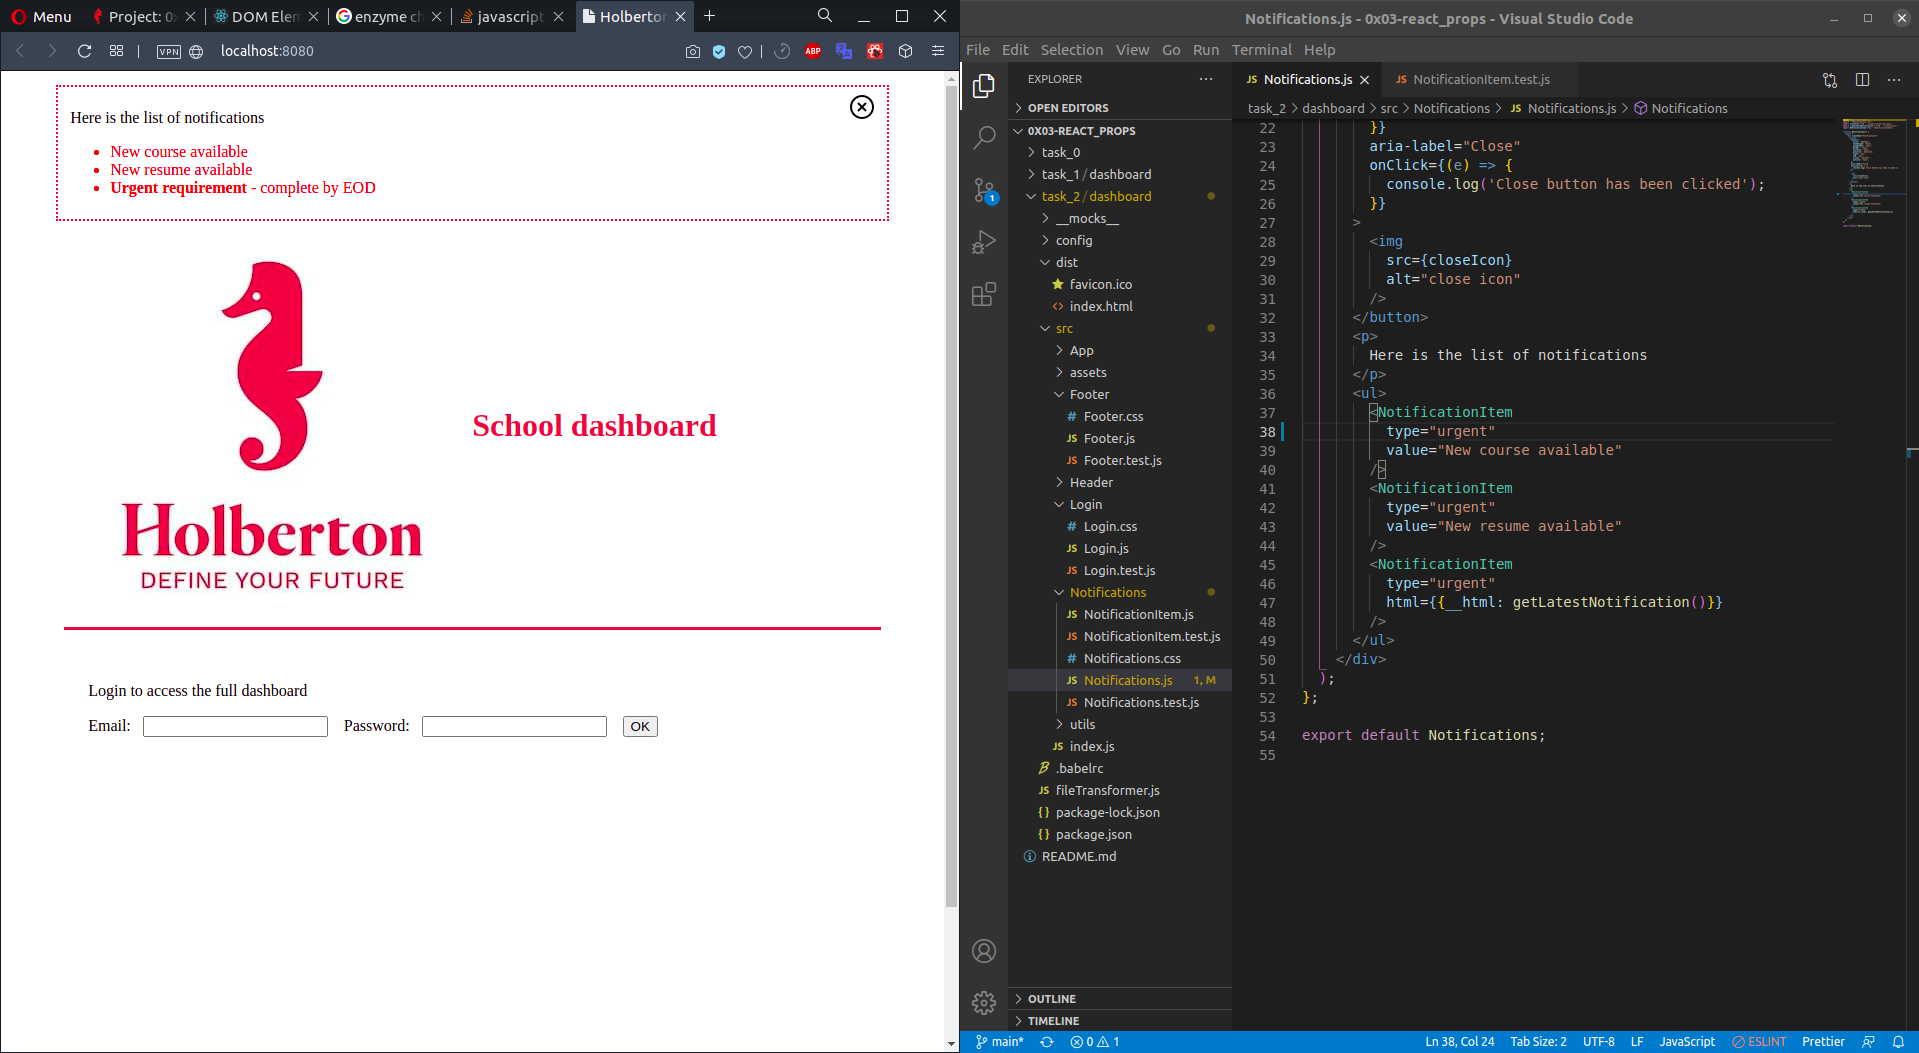 Menu
Project: 0x
DOM Elem
enzyme ch
javascript
Holberton
VPN
localhost:8080
ABP
Here is the list of notifications
New course available
New resume available
Urgent requirement - complete by EOD
School dashboard
Holberton
DEFINE YOUR FUTURE
Login to access the full dashboard
Email:
Password:
OK
Notifications.js - 0x03-react_props - Visual Studio Code
File Edit Selection View Go Run Terminal Help
EXPLORER
OPEN EDITORS
0X03-REACT_PROPS
task_0
task_1/dashboard
task_2/dashboard
__mocks__
config
dist
favicon.ico
index.html
src
App
assets
Footer
Footer.css
Footer.js
Footer.test.js
Header
Login
Login.css
Login.js
Login.test.js
Notifications
NotificationItem.js
NotificationItem.test.js
Notifications.css
Notifications.js 1, M
Notifications.test.js
utils
index.js
.babelrc
fileTransformer.js
package-lock.json
package.json
README.md
OUTLINE
TIMELINE
JS Notifications.js
JS NotificationItem.test.js
task_2 > dashboard > src > Notifications > JS Notifications.js > Notifications
22 }}
23 aria-label="Close"
24 onClick={(e) => {
25 console.log('Close button has been clicked');
26 }}
27 >
28 <img
29 src={closeIcon}
30 alt="close icon"
31 />
32 </button>
33 <p>
34 Here is the list of notifications
35 </p>
36 <ul>
37 <NotificationItem
38 type="urgent"
39 value="New course available"
40 />
41 <NotificationItem
42 type="urgent"
43 value="New resume available"
44 />
45 <NotificationItem
46 type="urgent"
47 html={{__html: getLatestNotification()}}
48 />
49 </ul>
50 </div>
51 );
52 };
53
54 export default Notifications;
55
main* 0 1
Ln 38, Col 24 Tab Size: 2 UTF-8 LF JavaScript ESLINT Prettier